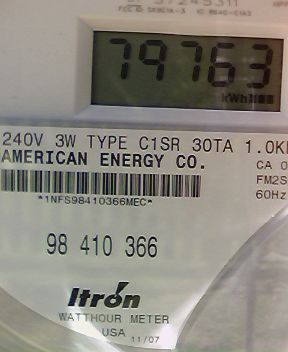 79763
kWh
240V 3W TYPE C1SR 30TA 1.0K
AMERICAN ENERGY CO.
CA 0
FM2S
*1NFS98410366MEC*
60Hz
98 410 366
Itrón
WATTHOUR METER
USA 11/07